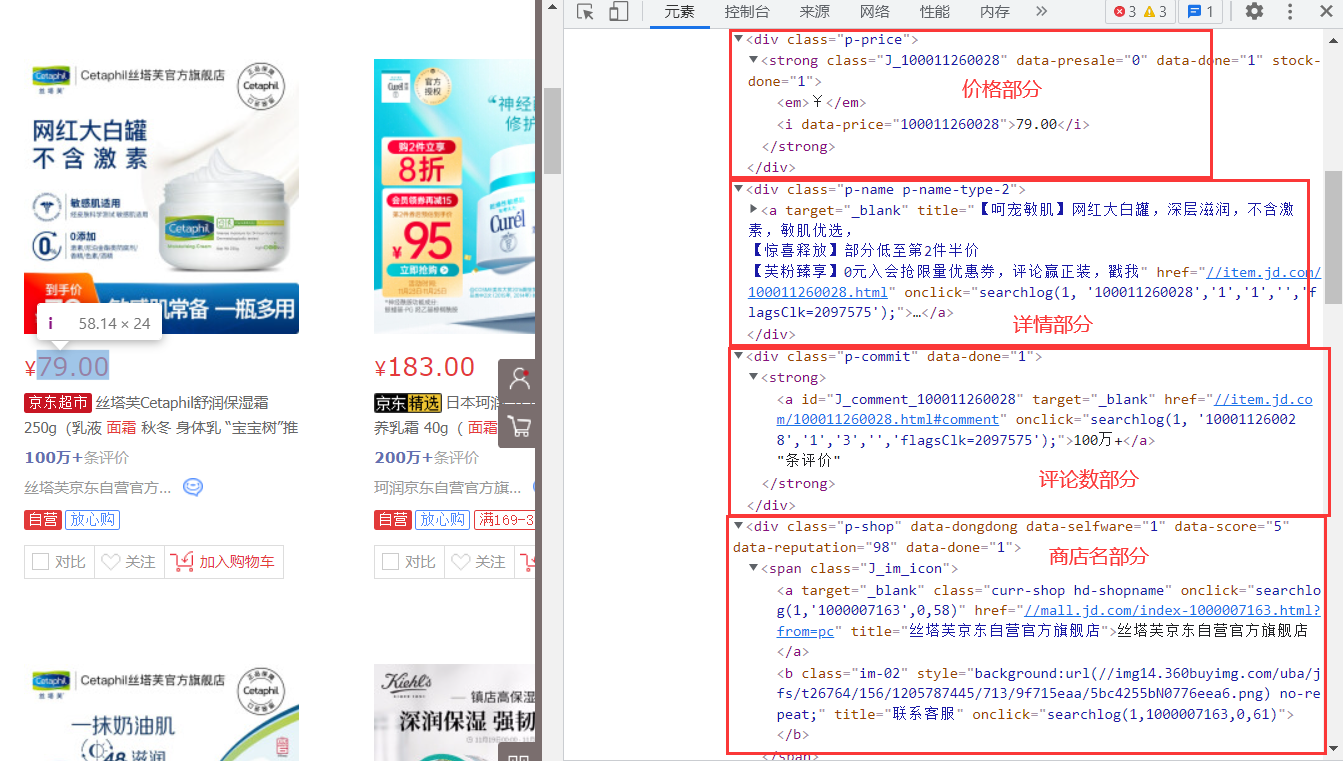 Cetaphil
丝塔芙
Cetaphil丝塔芙官方旗舰店
Cetaphil
网红大白罐
不含激素
敏感肌适用
0添加
Cetaphil
到手价
敏感肌常备 一瓶多用
i 58.14 × 24
¥79.00
京东超市 丝塔芙Cetaphil舒润保湿霜
250g（乳液 面霜 秋冬 身体乳 “宝宝树”推
100万+条评价
丝塔芙京东自营官方...
自营 放心购
对比 关注 加入购物车
Curél
官方
授权
“神经酰
修护
购2件立享
8折
会员领券再减15
第2件券后到手价
¥95
立即抢购
Curél
¥183.00
京东精选 日本珂润
养乳霜 40g（ 面霜
200万+条评价
珂润京东自营官方旗...
自营 放心购 满169-3
对比 关注
Cetaphil
丝塔芙
Cetaphil丝塔芙官方旗舰店
Cetaphil
一抹奶油肌
48 滋润
Kiehl's
镇店高保湿
深润保湿 强韧
元素 控制台 来源 网络 性能 内存 » 3 3 1
<div class="p-price">
<strong class="J_100011260028" data-presale="0" data-done="1" stock-
done="1">
价格部分
<em>¥</em>
<i data-price="100011260028">79.00</i>
</strong>
</div>
<div class="p-name p-name-type-2">
<a target="_blank" title="【呵宠敏肌】网红大白罐，深层滋润，不含激
素，敏肌优选，
【惊喜释放】部分低至第2件半价
【芙粉臻享】0元入会抢限量优惠券，评论赢正装，戳我" href="//item.jd.com/
100011260028.html" onclick="searchlog(1, '100011260028','1','1','','f
lagsClk=2097575');">…</a>
详情部分
</div>
<div class="p-commit" data-done="1">
<strong>
<a id="J_comment_100011260028" target="_blank" href="//item.jd.co
m/100011260028.html#comment" onclick="searchlog(1, '10001126002
8','1','3','','flagsClk=2097575');">100万+</a>
"条评价"
评论数部分
</strong>
</div>
<div class="p-shop" data-dongdong data-selfware="1" data-score="5"
data-reputation="98" data-done="1">
商店名部分
<span class="J_im_icon">
<a target="_blank" class="curr-shop hd-shopname" onclick="searchlo
g(1,'1000007163',0,58)" href="//mall.jd.com/index-1000007163.html?
from=pc" title="丝塔芙京东自营官方旗舰店">丝塔芙京东自营官方旗舰店
</a>
<b class="im-02" style="background:url(//img14.360buyimg.com/uba/j
fs/t26764/156/1205787445/713/9f715eaa/5bc4255bN0776eea6.png) no-re
peat;" title="联系客服" onclick="searchlog(1,1000007163,0,61)">
</b>
</span>